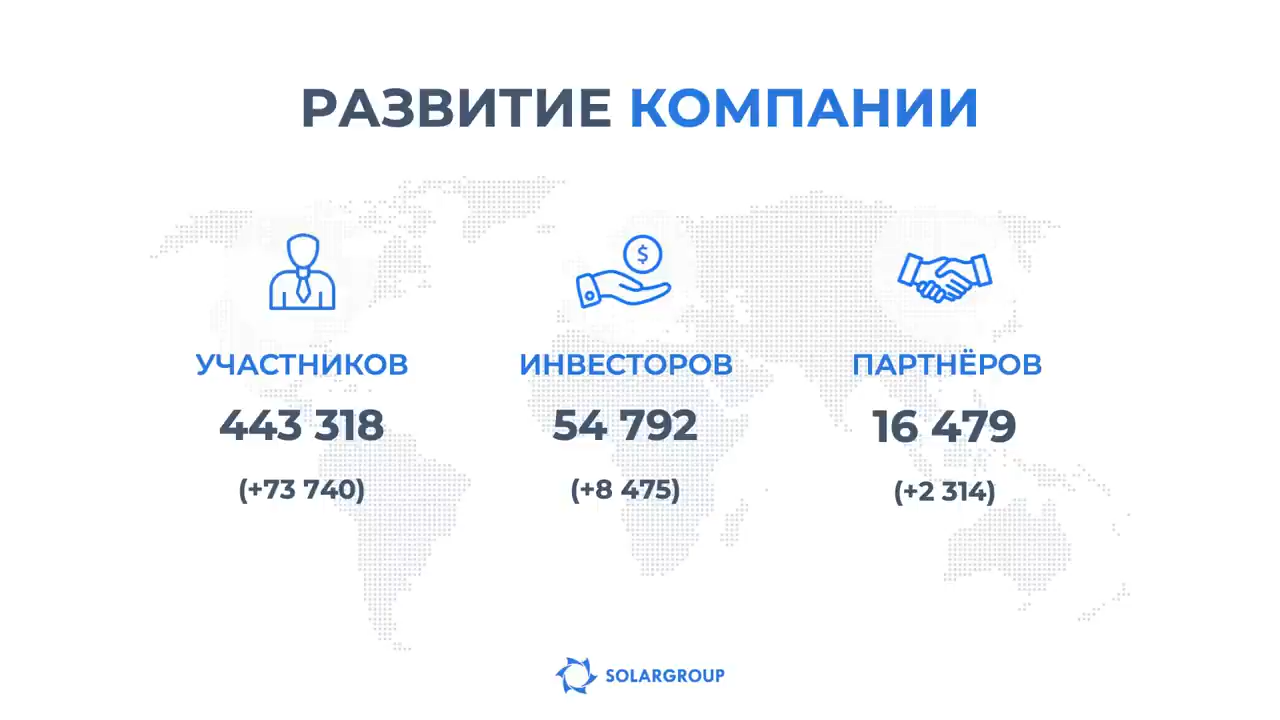 РАЗВИТИЕ КОМПАНИИ
$
УЧАСТНИКОВ
443 318
(+73 740)
ИНВЕСТОРОВ
54 792
(+8 475)
ПАРТНЁРОВ
16 479
(+2 314)
SOLARGROUP